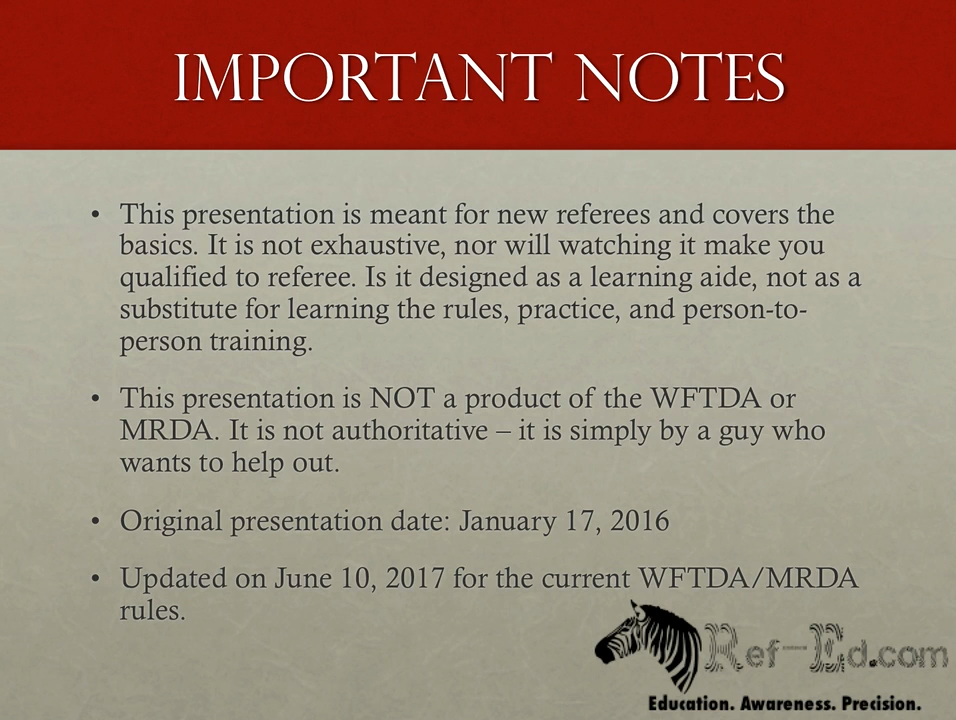 IMPORTANT NOTES
• This presentation is meant for new referees and covers the
basics. It is not exhaustive, nor will watching it make you
qualified to referee. Is it designed as a learning aide, not as a
substitute for learning the rules, practice, and person-to-
person training.
• This presentation is NOT a product of the WFTDA or
MRDA. It is not authoritative – it is simply by a guy who
wants to help out.
• Original presentation date: January 17, 2016
• Updated on June 10, 2017 for the current WFTDA/MRDA
rules.
Ref-Ed.com
Education. Awareness. Precision.